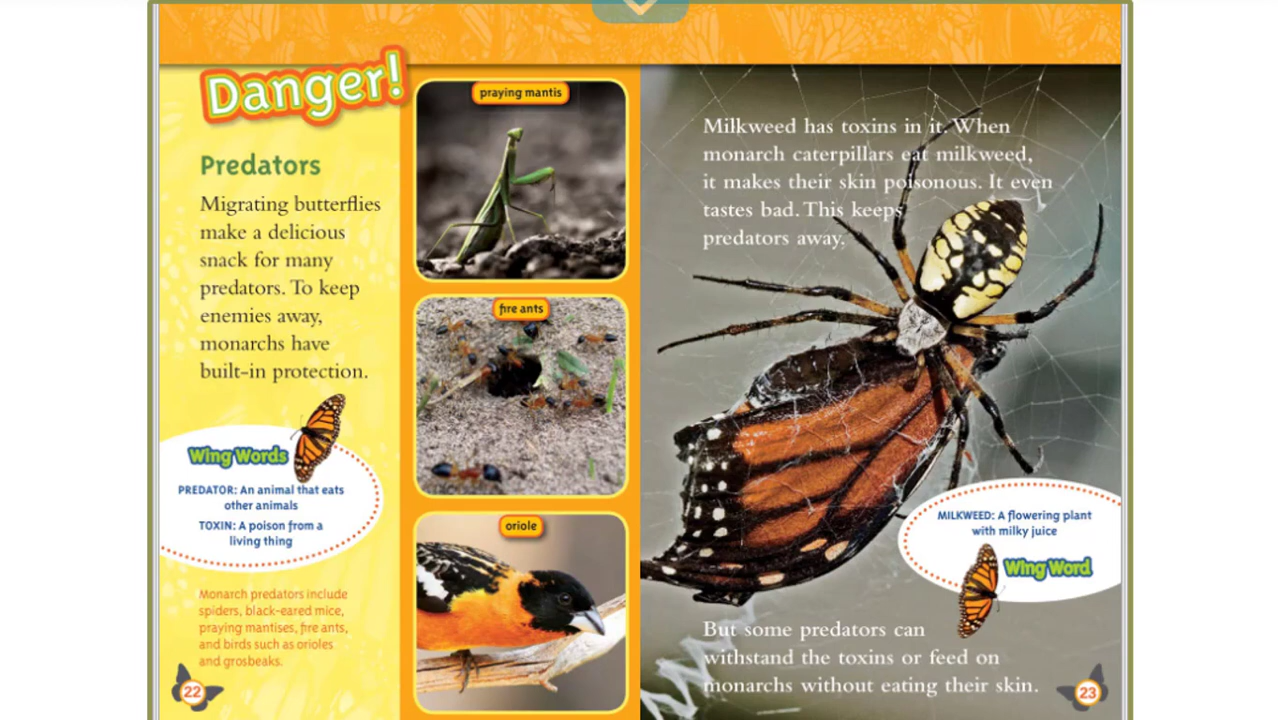 Danger!
Predators
Migrating butterflies
make a delicious
snack for many
predators. To keep
enemies away,
monarchs have
built-in protection.
Wing Words
PREDATOR: An animal that eats
other animals
TOXIN: A poison from a
living thing
Monarch predators include
spiders, black-eared mice,
praying mantises, fire ants,
and birds such as orioles
and grosbeaks.
22
praying mantis
fire ants
oriole
Milkweed has toxins in it. When
monarch caterpillars eat milkweed,
it makes their skin poisonous. It even
tastes bad. This keeps
predators away.
MILKWEED: A flowering plant
with milky juice
Wing Word
But some predators can
withstand the toxins or feed on
monarchs without eating their skin.
23